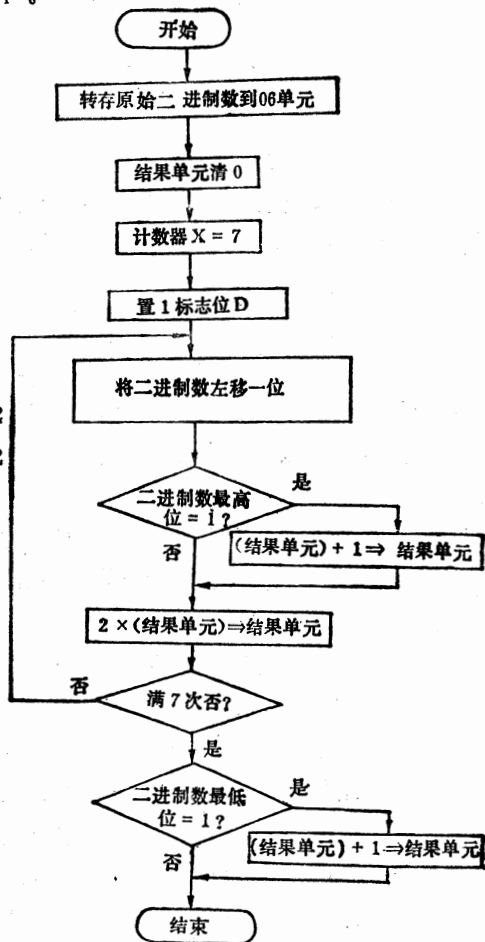 开始
转存原始二进制数到06单元
结果单元清0
计数器X=7
置1标志位D
将二进制数左移一位
二进制数最高
位=1?
是
否
(结果单元)+1⇒结果单元
2×(结果单元)⇒结果单元
否
满7次否?
是
二进制数最低
位=1?
是
否
(结果单元)+1⇒结果单元
结束